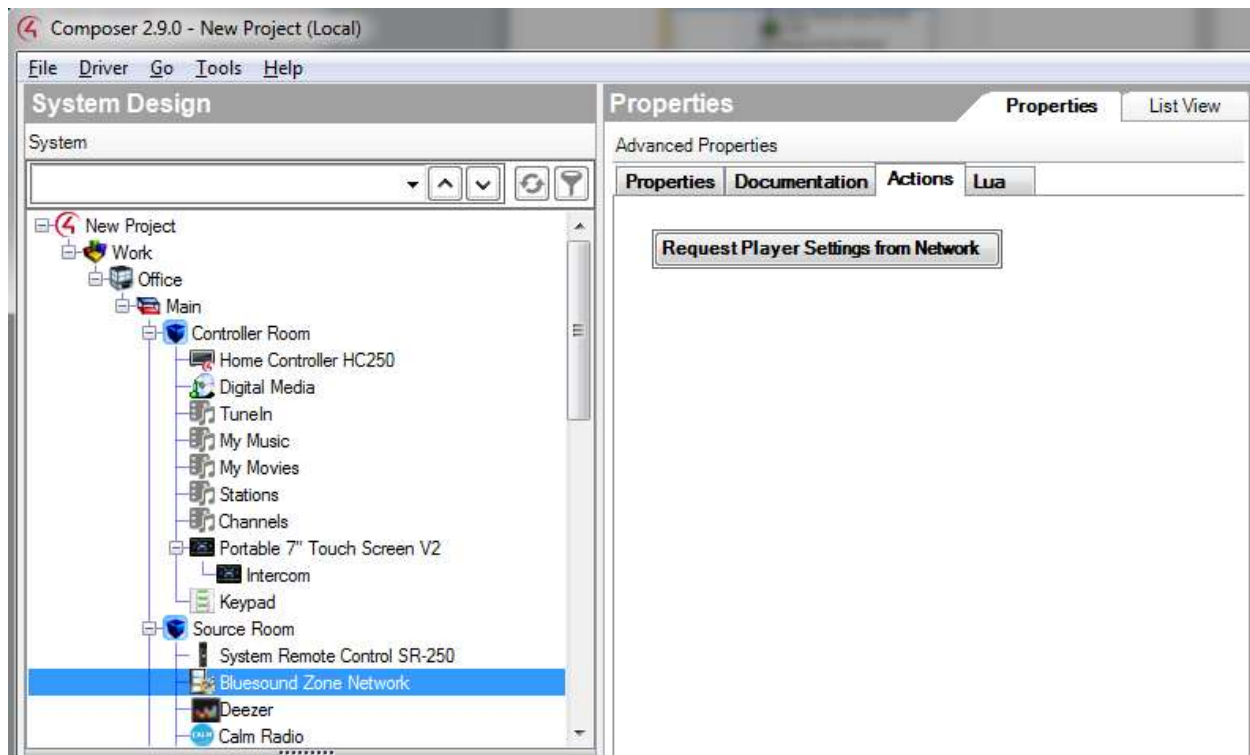 Composer 2.9.0 - New Project (Local)
File Driver Go Tools Help
System Design
System
New Project
Work
Office
Main
Controller Room
Home Controller HC250
Digital Media
TuneIn
My Music
My Movies
Stations
Channels
Portable 7" Touch Screen V2
Intercom
Keypad
Source Room
System Remote Control SR-250
Bluesound Zone Network
Deezer
Calm Radio
Properties
Properties List View
Advanced Properties
Properties Documentation Actions Lua
Request Player Settings from Network